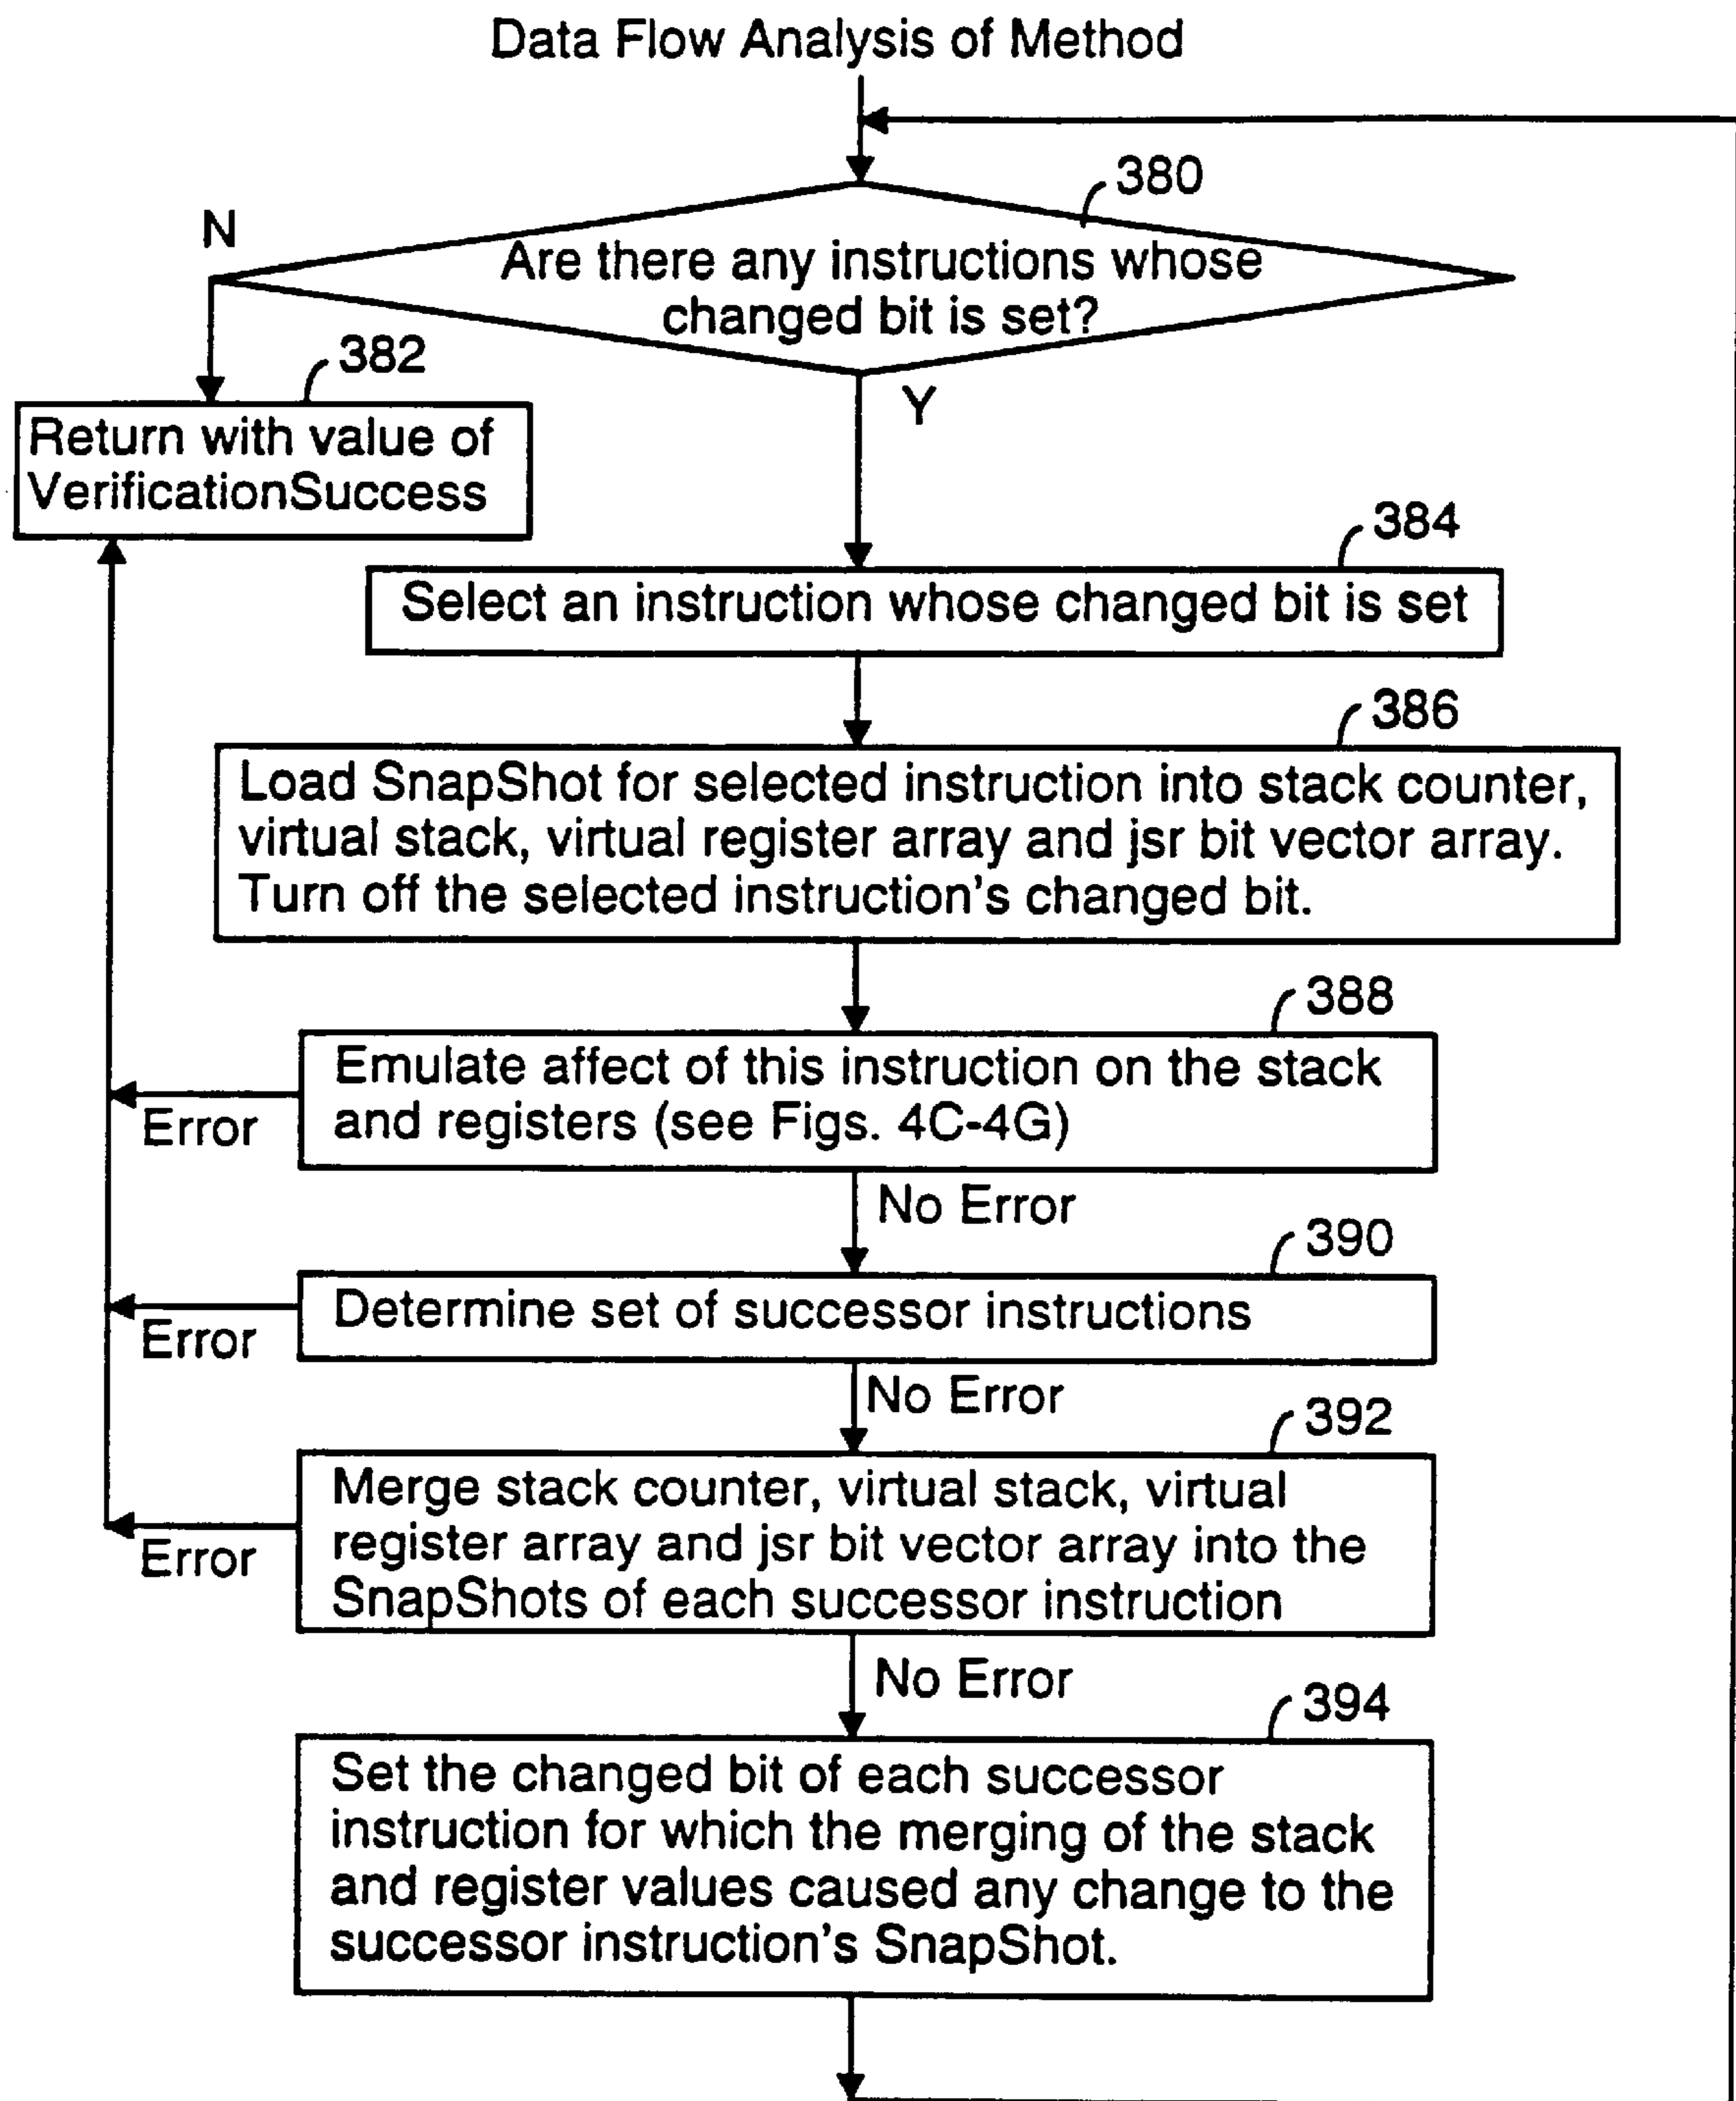 Data Flow Analysis of Method
380
N
Are there any instructions whose
changed bit is set?
382
Y
Return with value of
VerificationSuccess
384
Select an instruction whose changed bit is set
386
Load SnapShot for selected instruction into stack counter,
virtual stack, virtual register array and jsr bit vector array.
Turn off the selected instruction's changed bit.
388
Emulate affect of this instruction on the stack
and registers (see Figs. 4C-4G)
Error
No Error
390
Determine set of successor instructions
Error
No Error
392
Merge stack counter, virtual stack, virtual
register array and jsr bit vector array into the
SnapShots of each successor instruction
Error
No Error
394
Set the changed bit of each successor
instruction for which the merging of the stack
and register values caused any change to the
successor instruction's SnapShot.